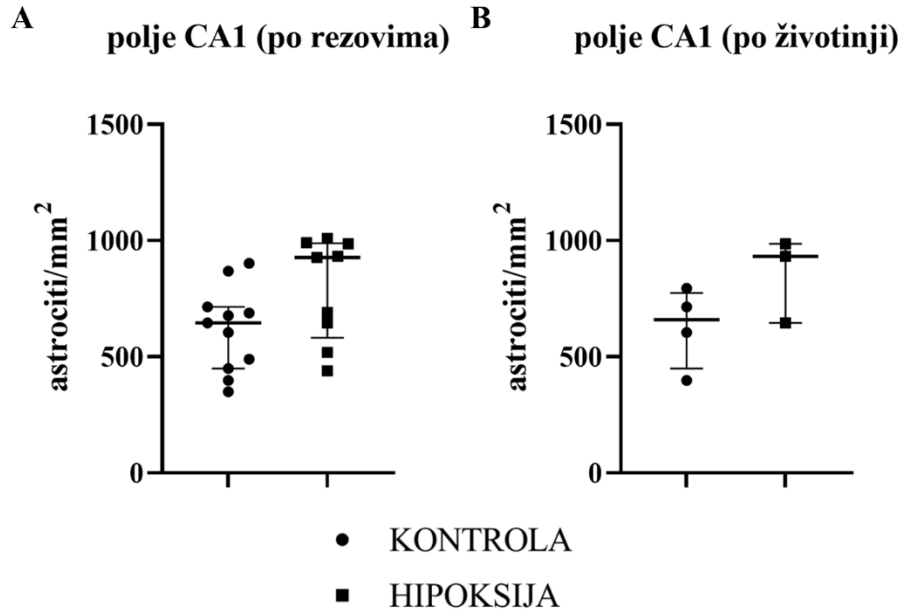 A
polje CA1 (po rezovima)
1500
1000
500
0
astrociti/mm²
B
polje CA1 (po životinji)
1500
1000
500
0
astrociti/mm²
KONTROLA
HIPOKSIJA